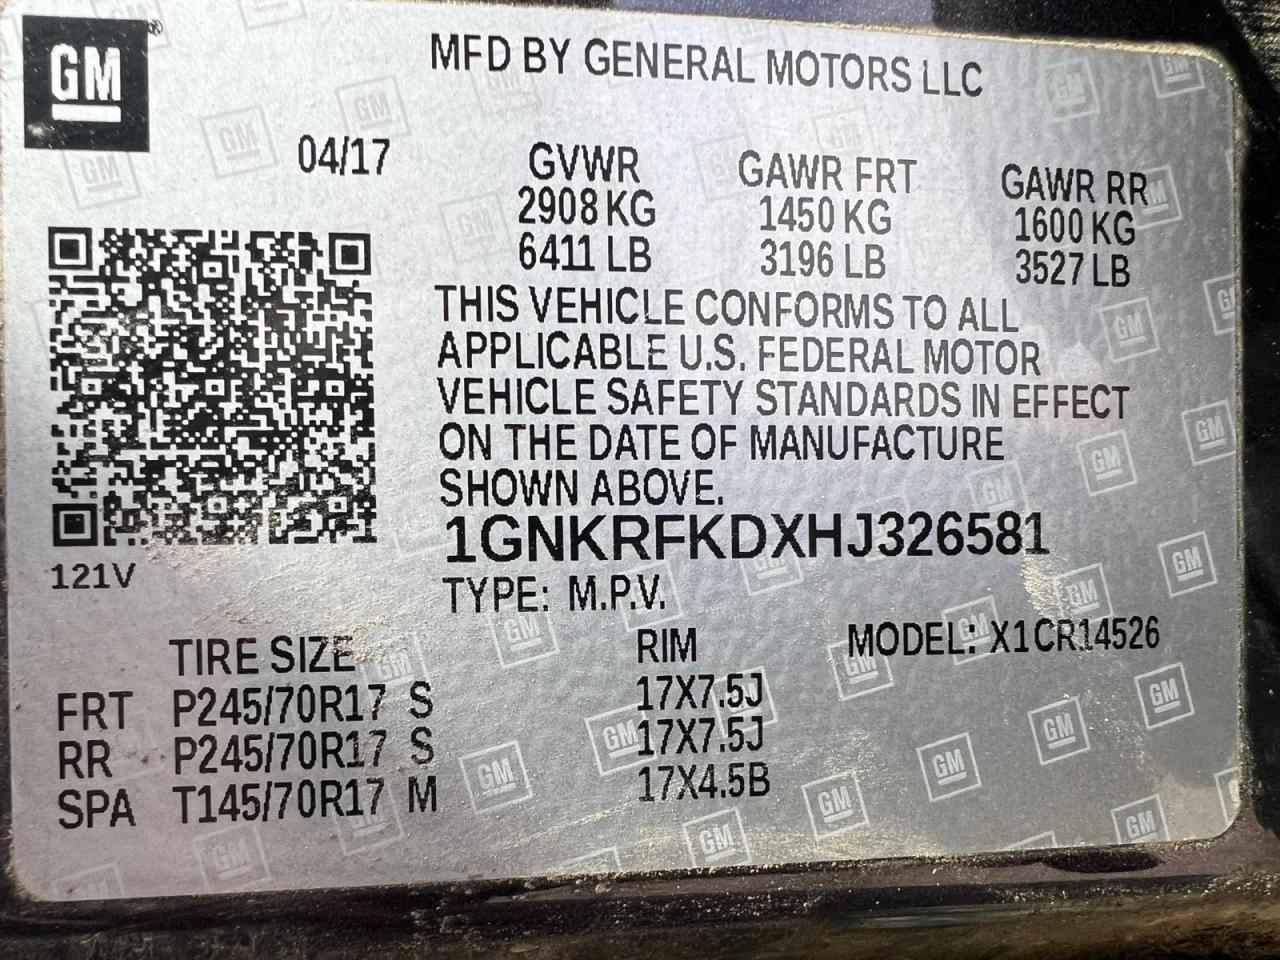 GM
MFD BY GENERAL MOTORS LLC
04/17
GVWR GAWR FRT GAWR RR
2908 KG 1450 KG 1600 KG
6411 LB 3196 LB 3527 LB
THIS VEHICLE CONFORMS TO ALL
APPLICABLE U.S. FEDERAL MOTOR
VEHICLE SAFETY STANDARDS IN EFFECT
ON THE DATE OF MANUFACTURE
SHOWN ABOVE.
1GNKRFKDXHJ326581
121V
TYPE: M.P.V.
TIRE SIZE RIM MODEL: X1CR14526
FRT P245/70R17 S 17X7.5J
RR P245/70R17 S 17X7.5J
SPA T145/70R17 M 17X4.5B